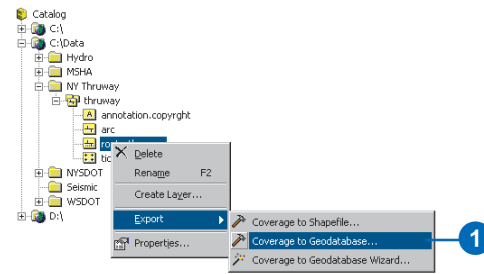 Catalog
C:\
C:\Data
Hydro
MSHA
NY Thruway
thruway
annotation.copyrght
arc
tic
NYSDOT
Seismic
WSDOT
D:\
Delete
Rename F2
Create Layer...
Export
Properties...
Coverage to Shapefile...
Coverage to Geodatabase...
Coverage to Geodatabase Wizard...
1